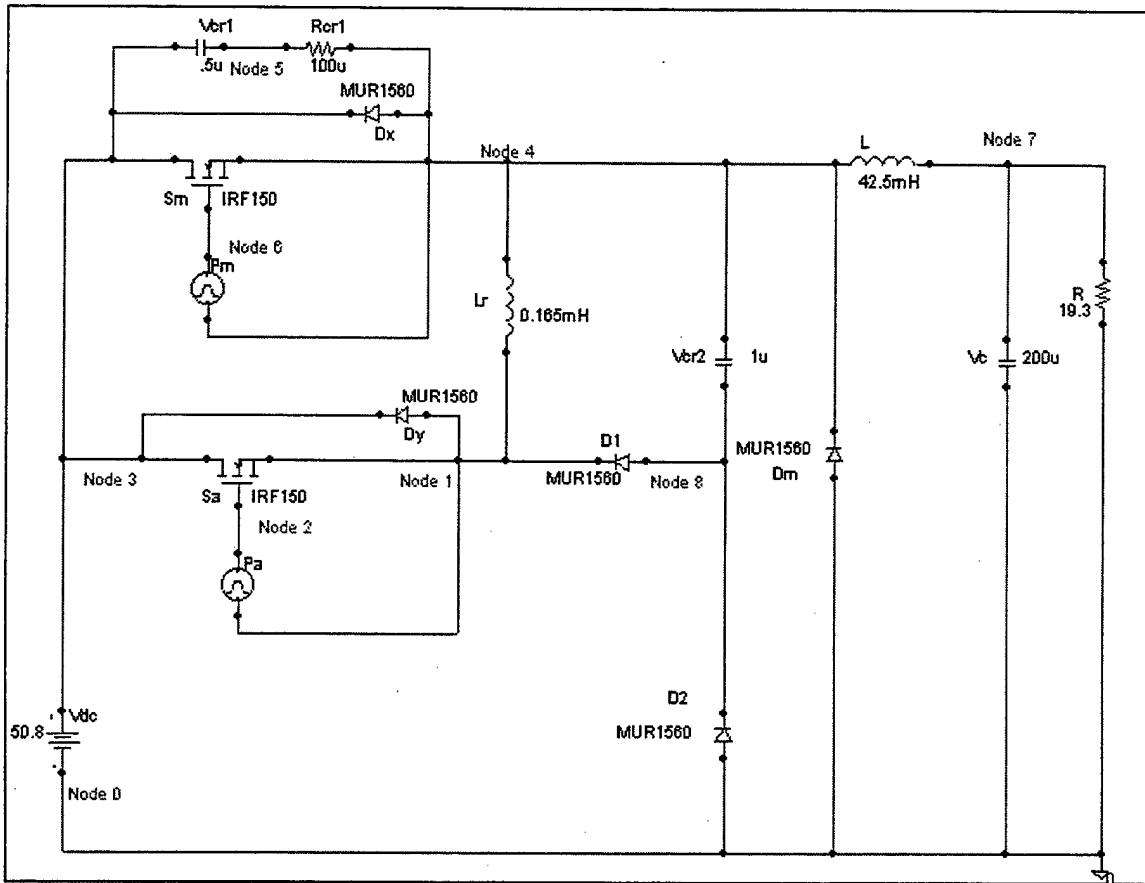 Vcr1 Rcr1
.5u Node 5 100u
MUR1560
Dx
Node 4
L
Node 7
42.5mH
Sm IRF150
Node 6
Pm
Lr
0.165mH
R
19.3
Vcr2 1u
Vc 200u
MUR1560
Dy
D1
MUR1560
Dm
Node 3
Node 1
MUR1560 Node 8
Sa IRF150
Node 2
Pa
D2
MUR1560
Vdc
50.8
Node 0
0